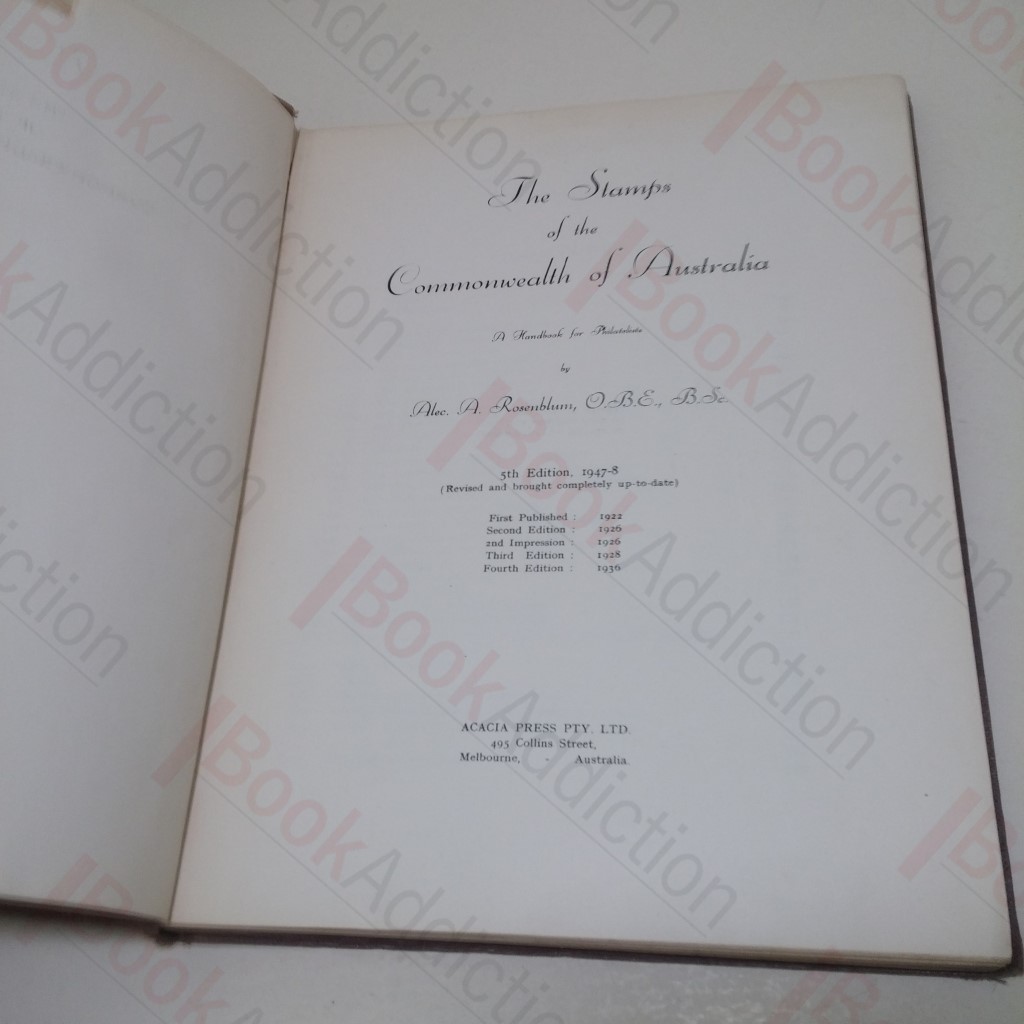 The Stamps
of the
Commonwealth of Australia
A Handbook for Philatelists
by
Alec. A. Rosenblum, O.B.E., B.Sc.
5th Edition, 1947-8
(Revised and brought completely up-to-date)
First Published : 1922
Second Edition : 1926
2nd Impression : 1926
Third Edition : 1928
Fourth Edition : 1936
ACACIA PRESS PTY. LTD.
495 Collins Street,
Melbourne, - Australia.
BookAddiction